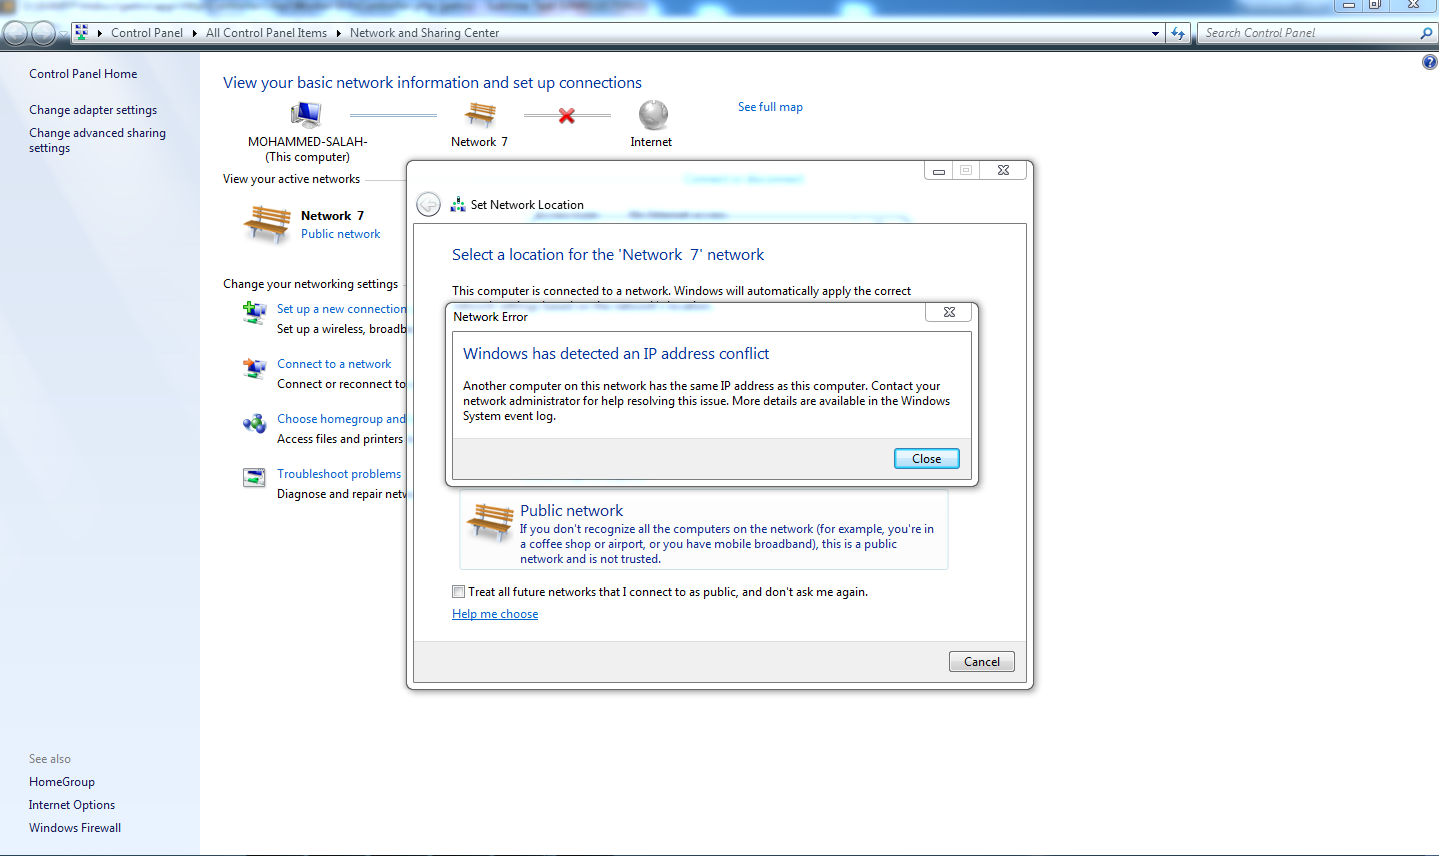 Control Panel ▸ All Control Panel Items ▸ Network and Sharing Center
Search Control Panel
Control Panel Home
Change adapter settings
Change advanced sharing
settings
See also
HomeGroup
Internet Options
Windows Firewall
View your basic network information and set up connections
See full map
MOHAMMED-SALAH-
(This computer)
Network 7
Internet
View your active networks
Network 7
Public network
Change your networking settings
Set up a new connection
Set up a wireless, broadb
Connect to a network
Connect or reconnect to
Choose homegroup and
Access files and printers
Troubleshoot problems
Diagnose and repair netw
Set Network Location
Select a location for the 'Network 7' network
This computer is connected to a network. Windows will automatically apply the correct
Network Error
Windows has detected an IP address conflict
Another computer on this network has the same IP address as this computer. Contact your
network administrator for help resolving this issue. More details are available in the Windows
System event log.
Close
Public network
If you don't recognize all the computers on the network (for example, you're in
a coffee shop or airport, or you have mobile broadband), this is a public
network and is not trusted.
Treat all future networks that I connect to as public, and don't ask me again.
Help me choose
Cancel